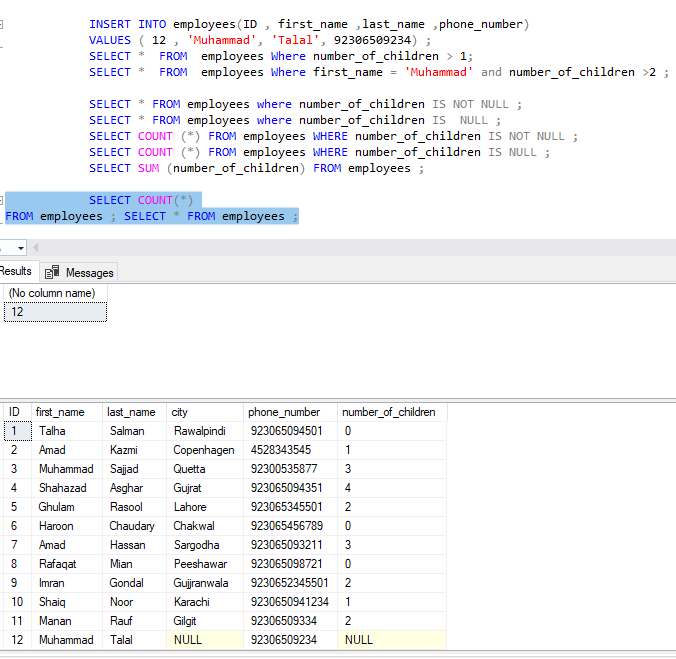 INSERT INTO employees(ID , first_name ,last_name ,phone_number)
VALUES ( 12 , 'Muhammad', 'Talal', 92306509234) ;
SELECT *  FROM  employees Where number_of_children > 1;
SELECT *  FROM  employees Where first_name = 'Muhammad' and number_of_children >2 ;
SELECT * FROM employees where number_of_children IS NOT NULL ;
SELECT * FROM employees where number_of_children IS  NULL ;
SELECT COUNT (*) FROM employees WHERE number_of_children IS NOT NULL ;
SELECT COUNT (*) FROM employees WHERE number_of_children IS NULL ;
SELECT SUM (number_of_children) FROM employees ;
SELECT COUNT(*)
FROM employees ; SELECT * FROM employees ;
Results Messages
(No column name)
12
ID first_name last_name city phone_number number_of_children
1 Talha Salman Rawalpindi 923065094501 0
2 Amad Kazmi Copenhagen 4528343545 1
3 Muhammad Sajjad Quetta 92300535877 3
4 Shahazad Asghar Gujrat 923065094351 4
5 Ghulam Rasool Lahore 923065345501 2
6 Haroon Chaudary Chakwal 923065456789 0
7 Amad Hassan Sargodha 923065093211 3
8 Rafaqat Mian Peeshawar 923065098721 0
9 Imran Gondal Gujjranwala 9230652345501 2
10 Shaiq Noor Karachi 9230650941234 1
11 Manan Rauf Gilgit 92306509334 2
12 Muhammad Talal NULL 92306509234 NULL